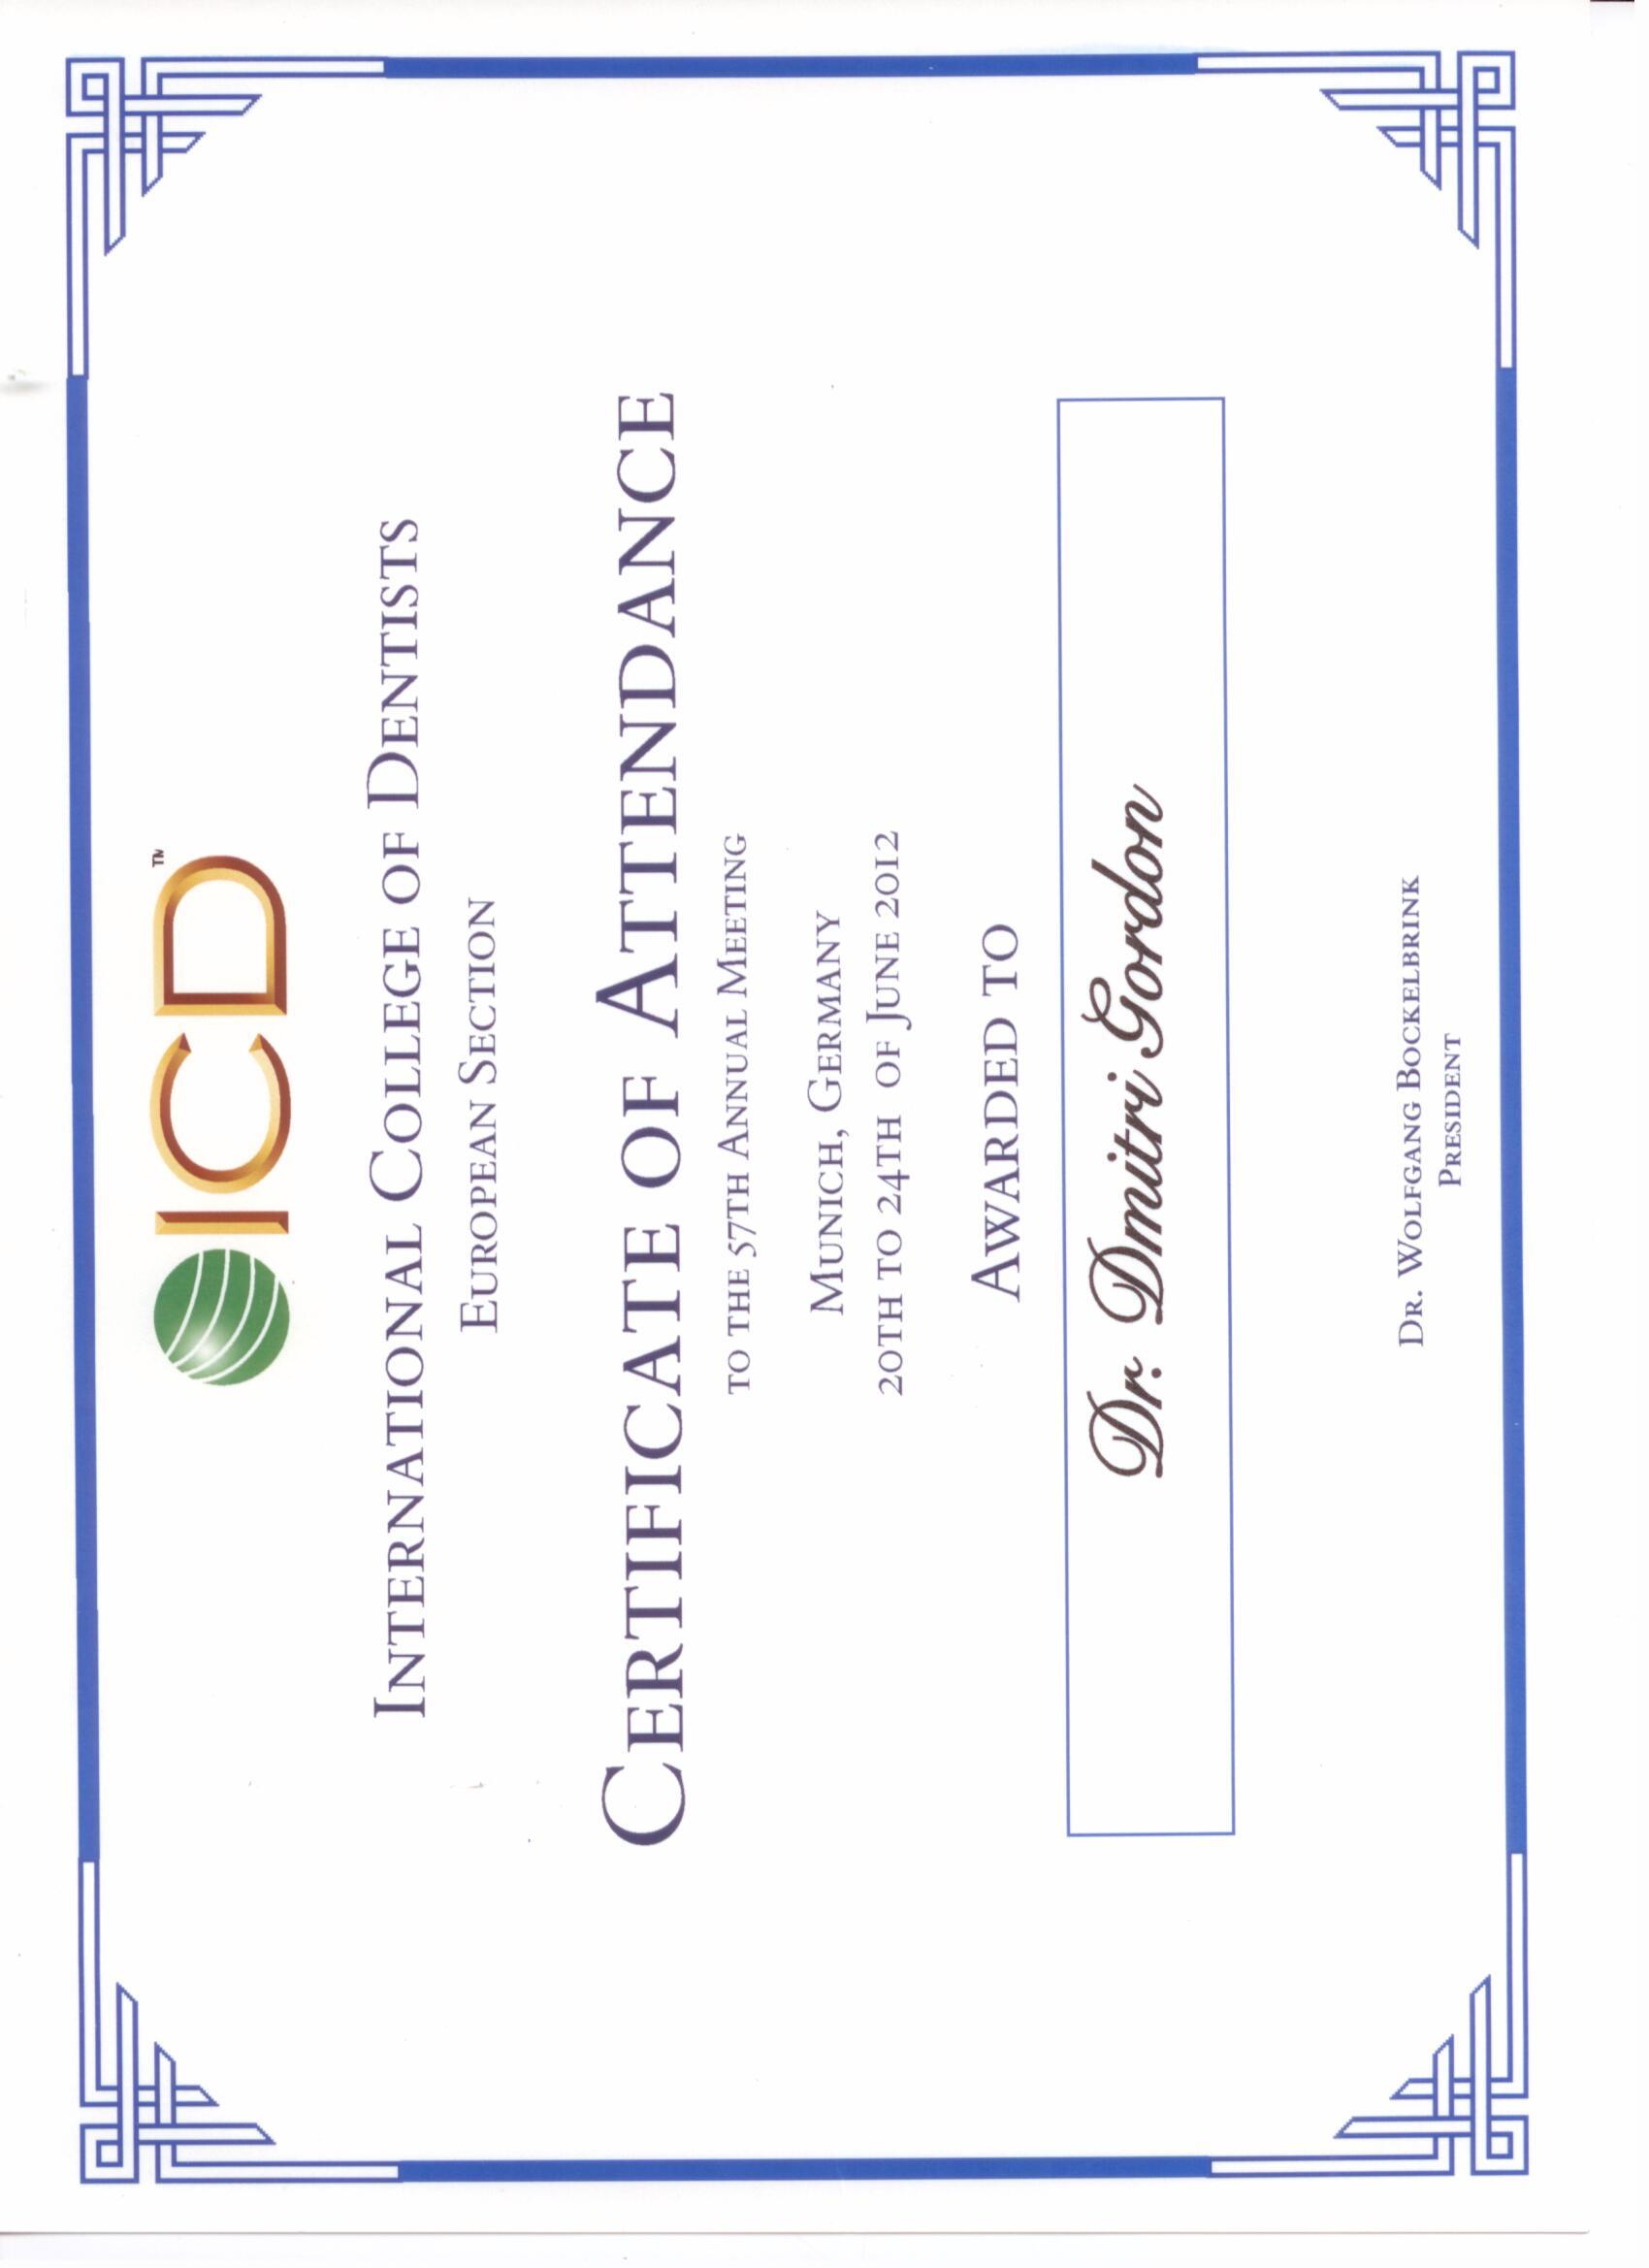 ICD™
International College of Dentists
European Section
Certificate of Attendance
to the 57th Annual Meeting
Munich, Germany
20th to 24th of June 2012
Awarded to
Dr. Dmitri Gordon
Dr. Wolfgang Bockelbrink
President